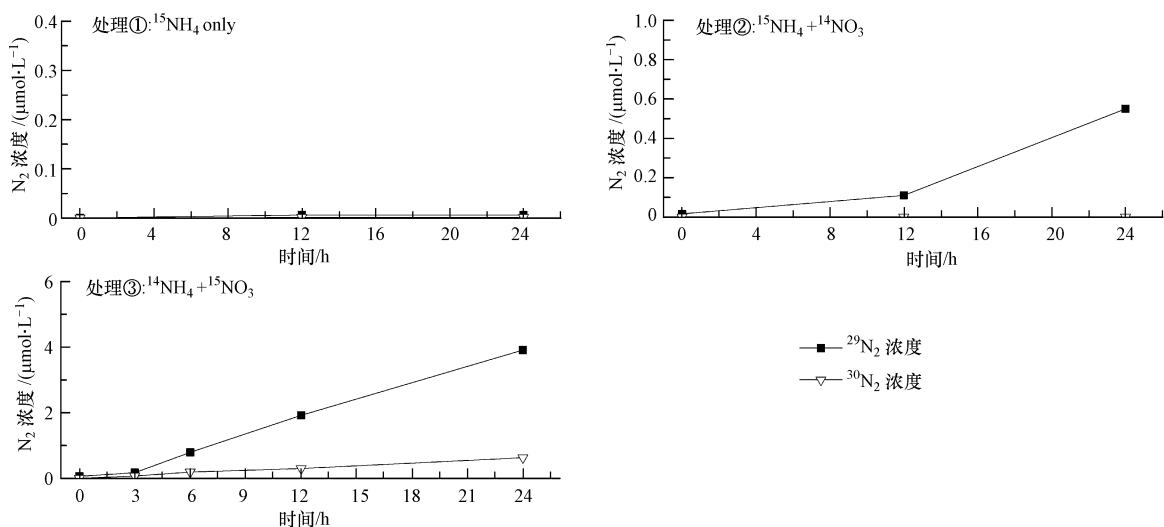 处理①:¹⁵NH₄ only
N₂ 浓度 /(μmol·L⁻¹)
0.4
0.3
0.2
0.1
0
0 4 8 12 16 20 24
时间/h
处理②:¹⁵NH₄ + ¹⁴NO₃
N₂ 浓度 /(μmol·L⁻¹)
1.0
0.8
0.6
0.4
0.2
0
0 4 8 12 16 20 24
时间/h
处理③:¹⁴NH₄ + ¹⁵NO₃
N₂ 浓度 /(μmol·L⁻¹)
6
4
2
0
0 3 6 9 12 15 18 21 24
时间/h
²⁹N₂ 浓度
³⁰N₂ 浓度